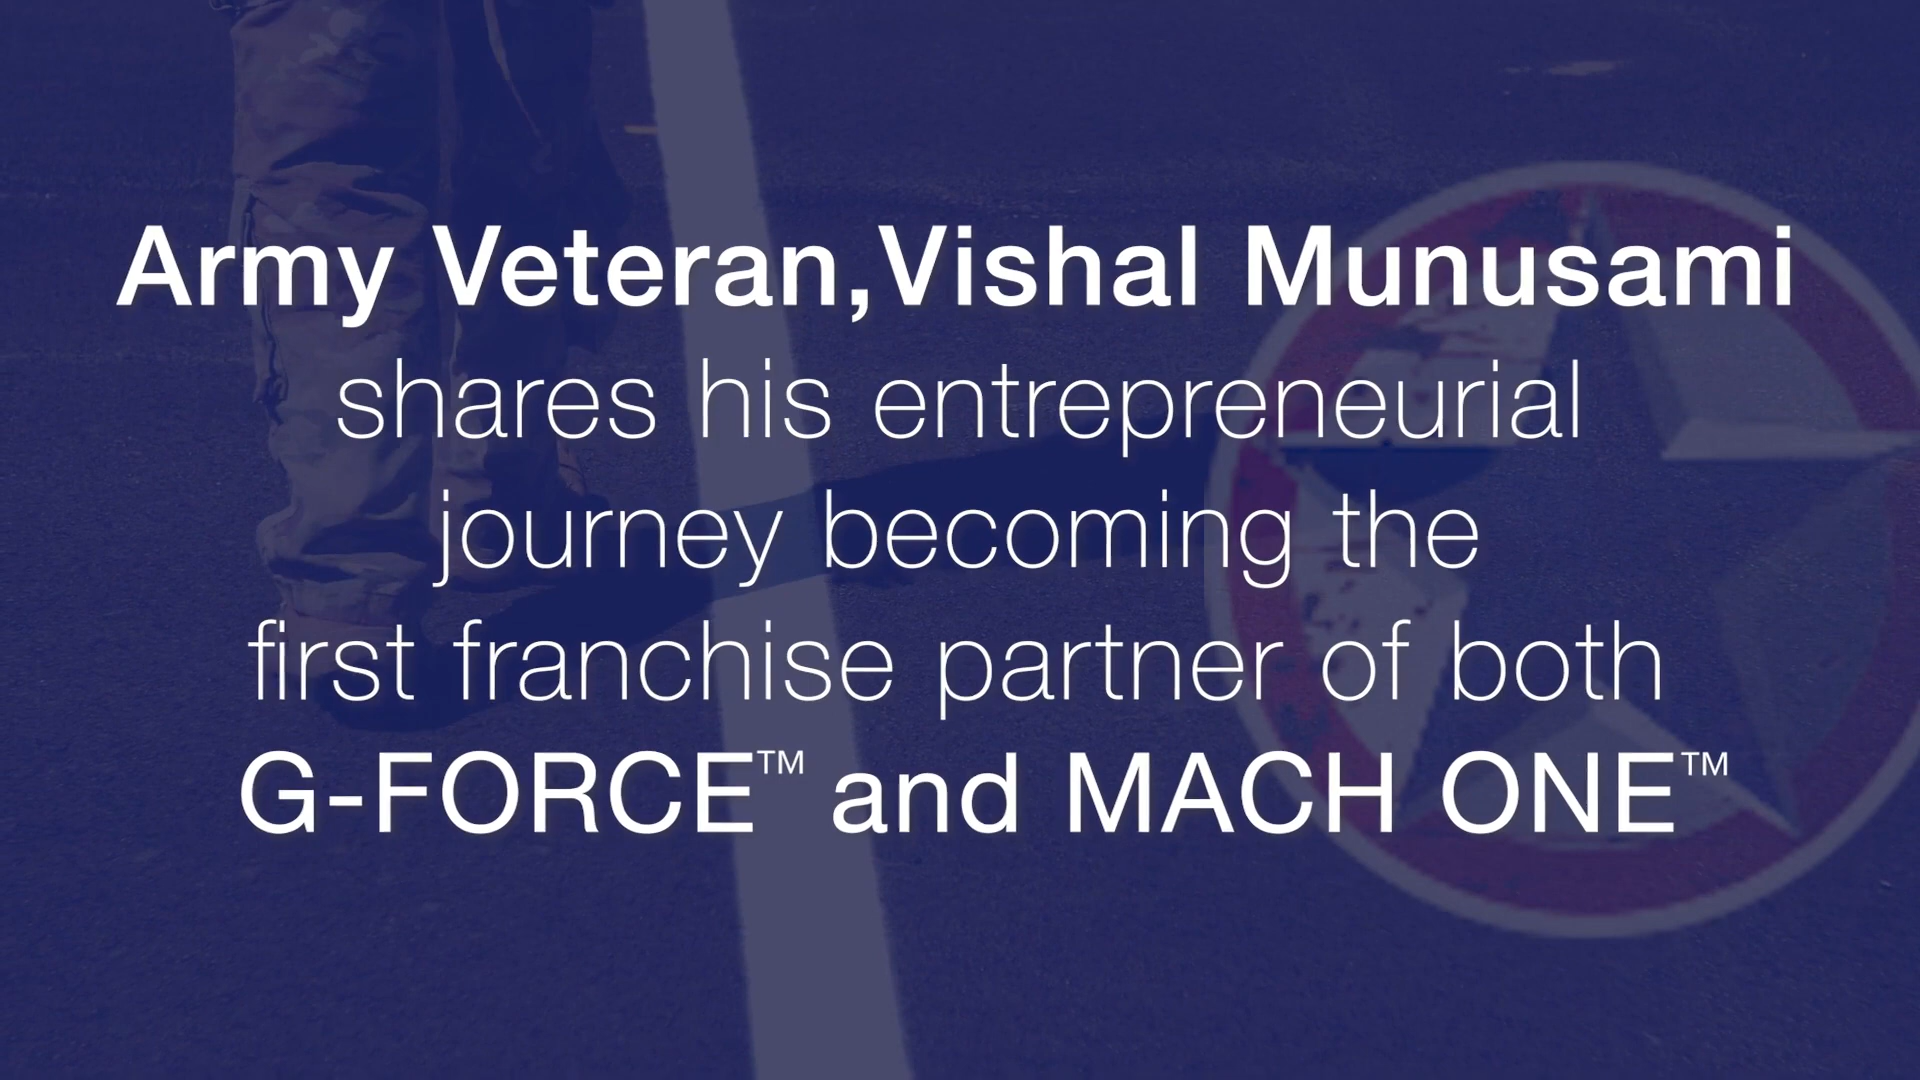 Army Veteran,Vishal Munusami
shares his entrepreneurial
journey becoming the
first franchise partner of both
G-FORCE™ and MACH ONE™